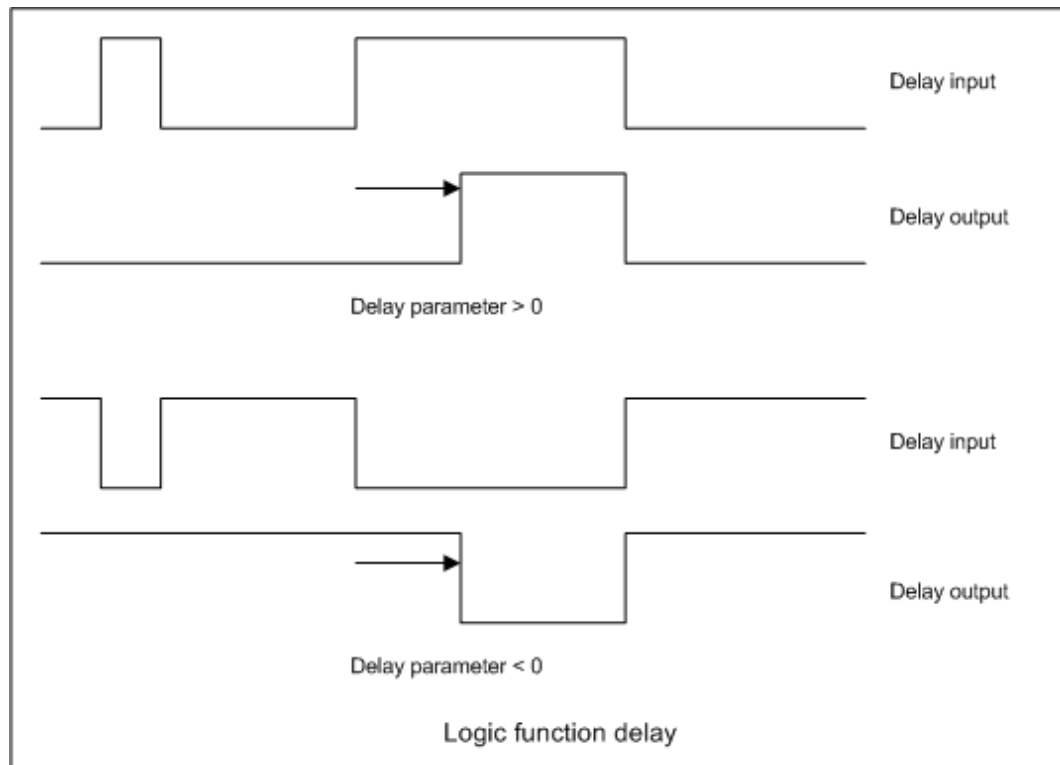 Delay input
Delay output
Delay parameter > 0
Delay input
Delay output
Delay parameter < 0
Logic function delay